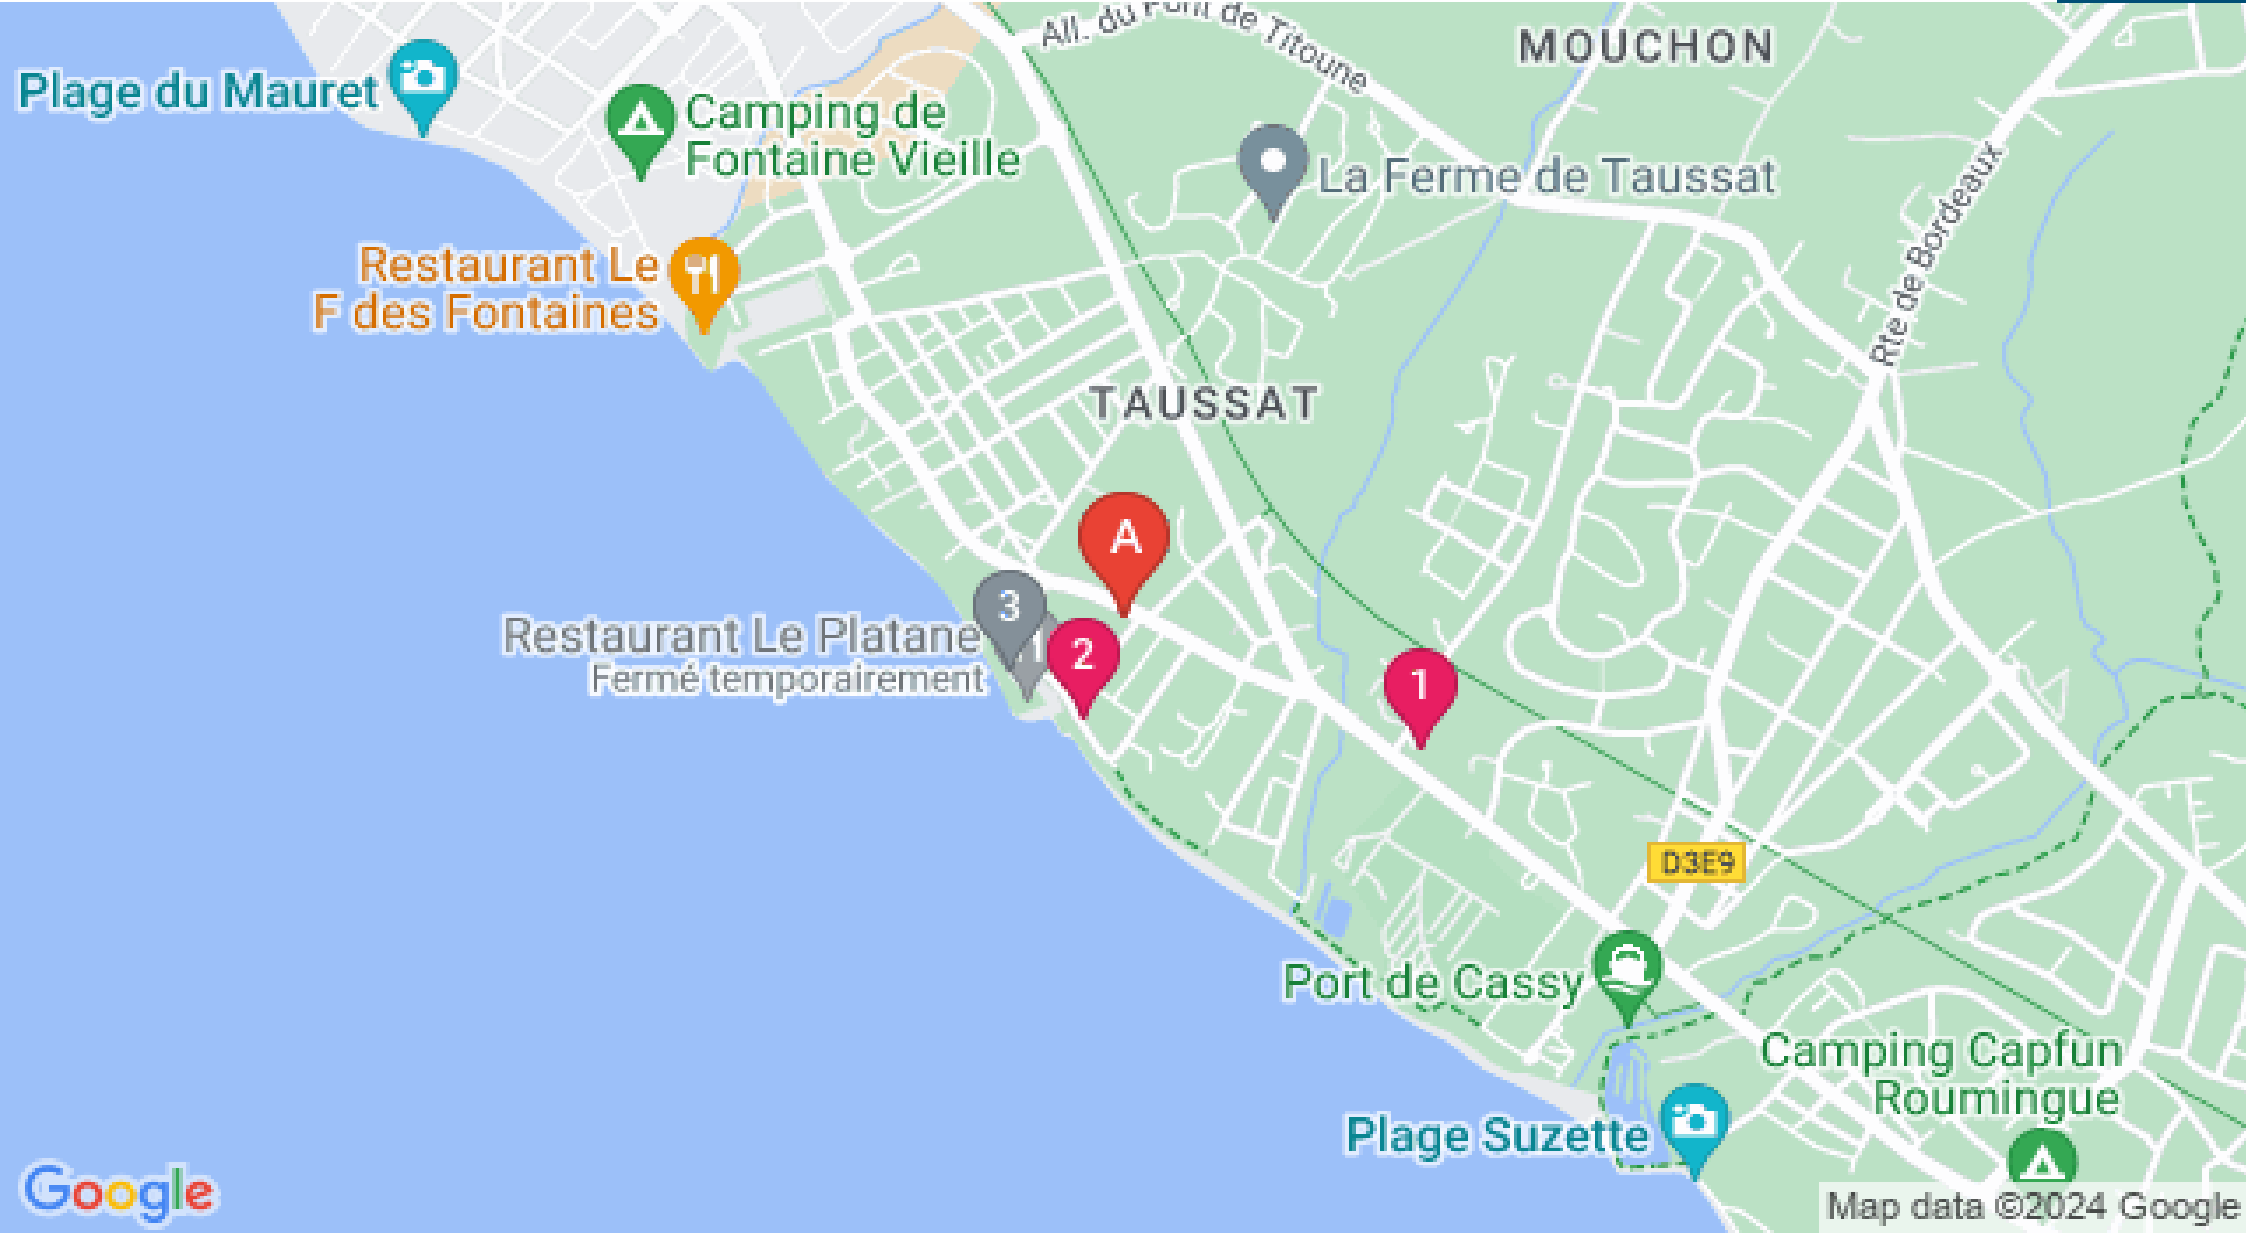 All. du Pont de Titoune
MOUCHON
Plage du Mauret
Camping de
Fontaine Vieille
La Ferme de Taussat
Rte de Bordeaux
Restaurant Le
F des Fontaines
TAUSSAT
A
3
Restaurant Le Platane
Fermé temporairement
2
1
D3E9
Port de Cassy
Camping Capfun
Roumingue
Plage Suzette
Google
Map data ©2024 Google